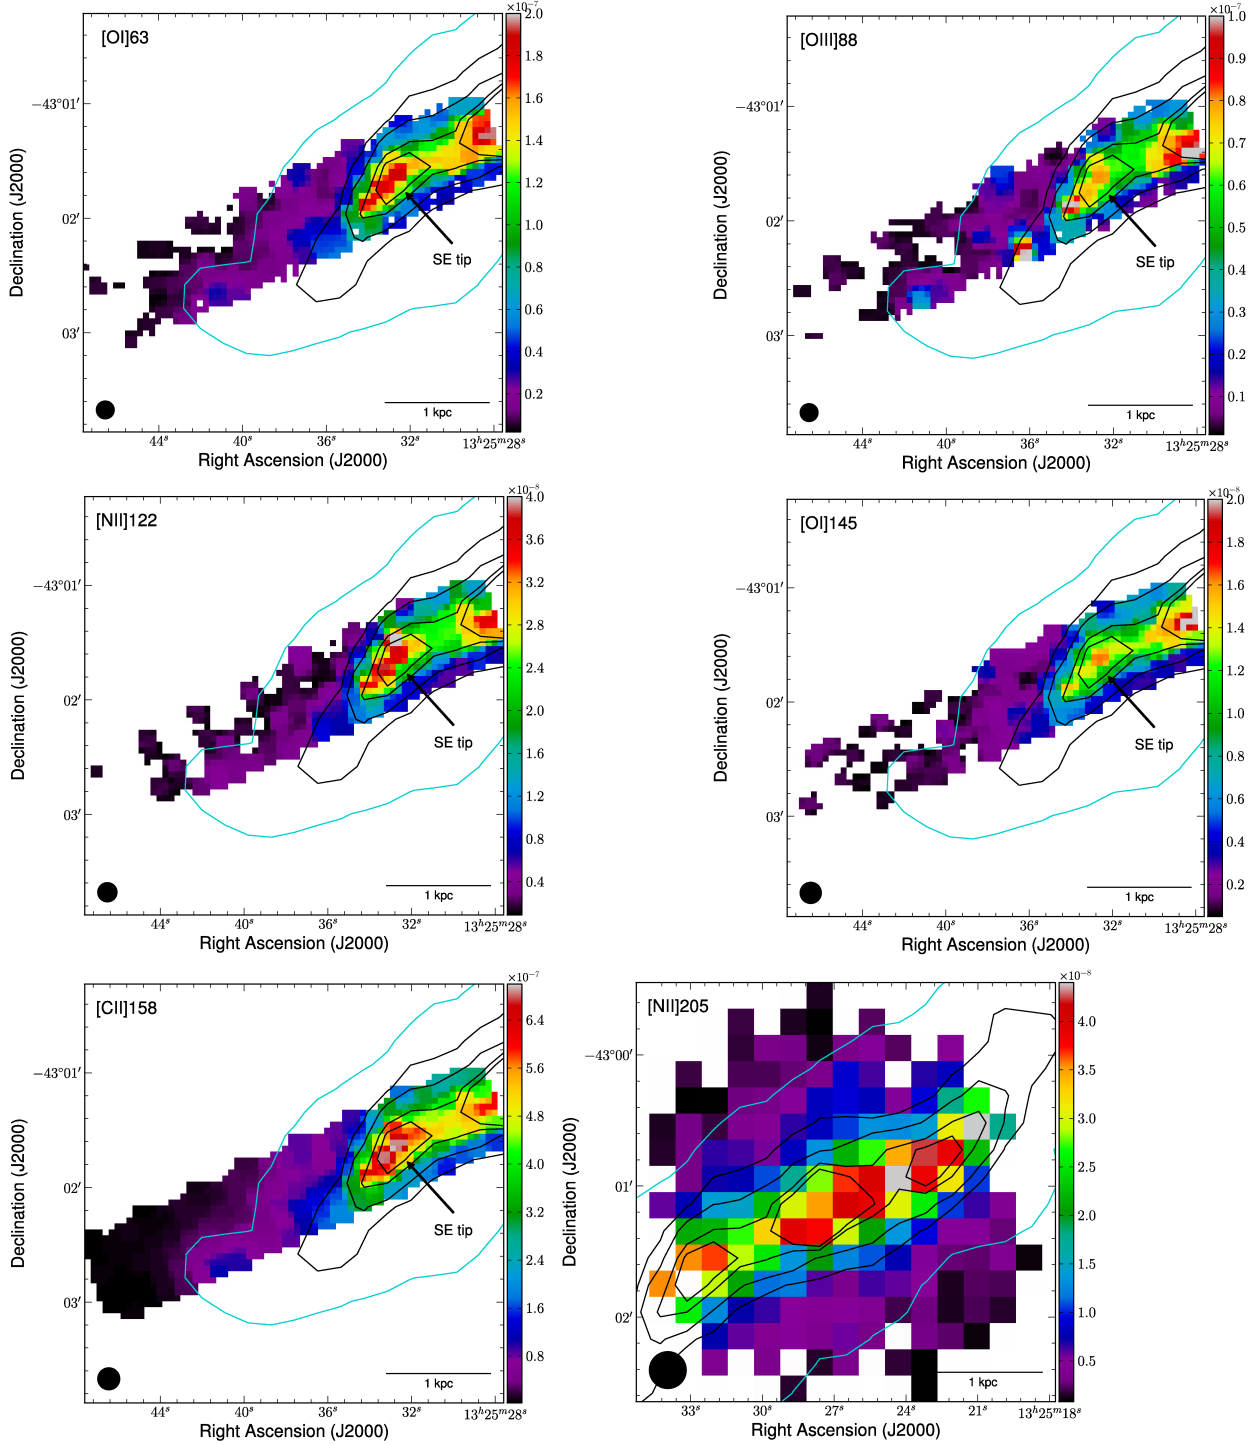 ×10⁻⁷
[OI]63
2.0
1.8
1.6
1.4
1.2
1.0
0.8
0.6
0.4
0.2
−43°01′
02′
03′
Declination (J2000)
SE tip
1 kpc
44ˢ 40ˢ 36ˢ 32ˢ 13ʰ25ᵐ28ˢ
Right Ascension (J2000)
×10⁻⁷
[OIII]88
1.0
0.9
0.8
0.7
0.6
0.5
0.4
0.3
0.2
0.1
−43°01′
02′
03′
Declination (J2000)
SE tip
1 kpc
44ˢ 40ˢ 36ˢ 32ˢ 13ʰ25ᵐ28ˢ
Right Ascension (J2000)
×10⁻⁸
[NII]122
4.0
3.6
3.2
2.8
2.4
2.0
1.6
1.2
0.8
0.4
−43°01′
02′
03′
Declination (J2000)
SE tip
1 kpc
44ˢ 40ˢ 36ˢ 32ˢ 13ʰ25ᵐ28ˢ
Right Ascension (J2000)
×10⁻⁸
[OI]145
2.0
1.8
1.6
1.4
1.2
1.0
0.8
0.6
0.4
0.2
−43°01′
02′
03′
Declination (J2000)
SE tip
1 kpc
44ˢ 40ˢ 36ˢ 32ˢ 13ʰ25ᵐ28ˢ
Right Ascension (J2000)
×10⁻⁷
[CII]158
6.4
5.6
4.8
4.0
3.2
2.4
1.6
0.8
−43°01′
02′
03′
Declination (J2000)
SE tip
1 kpc
44ˢ 40ˢ 36ˢ 32ˢ 13ʰ25ᵐ28ˢ
Right Ascension (J2000)
×10⁻⁸
[NII]205
4.0
3.5
3.0
2.5
2.0
1.5
1.0
0.5
−43°00′
01′
02′
Declination (J2000)
1 kpc
33ˢ 30ˢ 27ˢ 24ˢ 21ˢ 13ʰ25ᵐ18ˢ
Right Ascension (J2000)